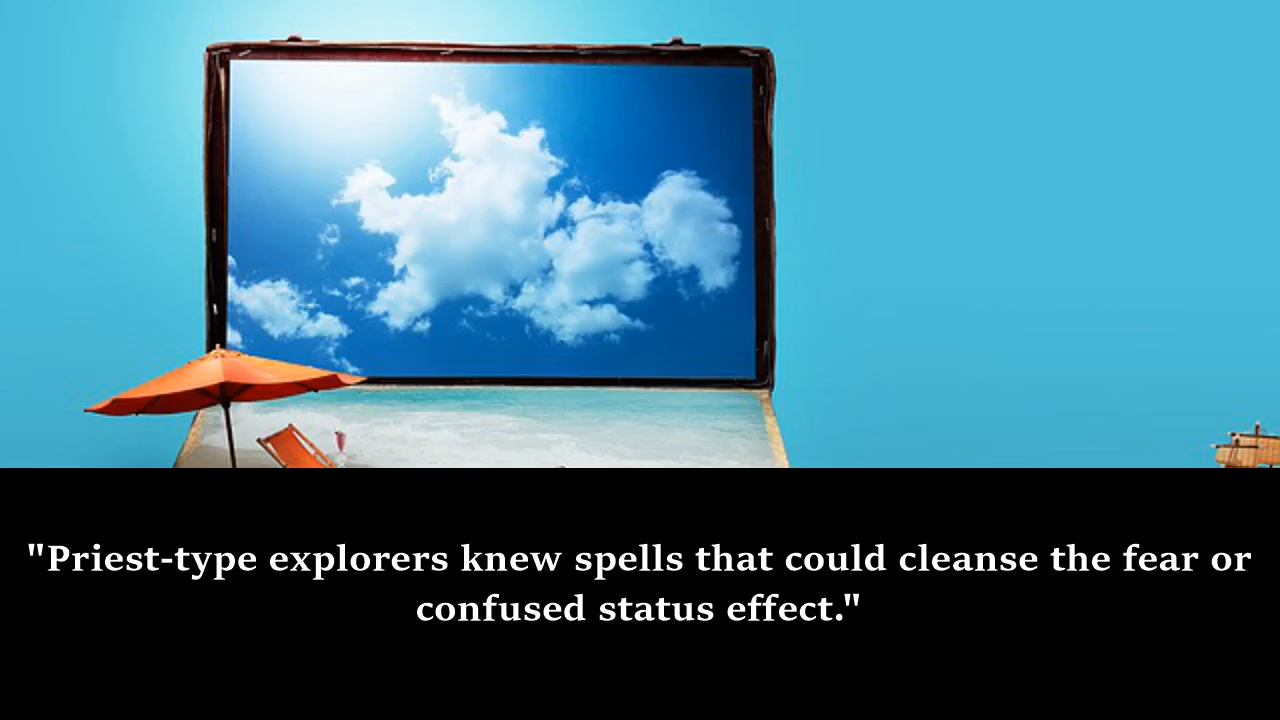 "Priest-type explorers knew spells that could cleanse the fear or
confused status effect."